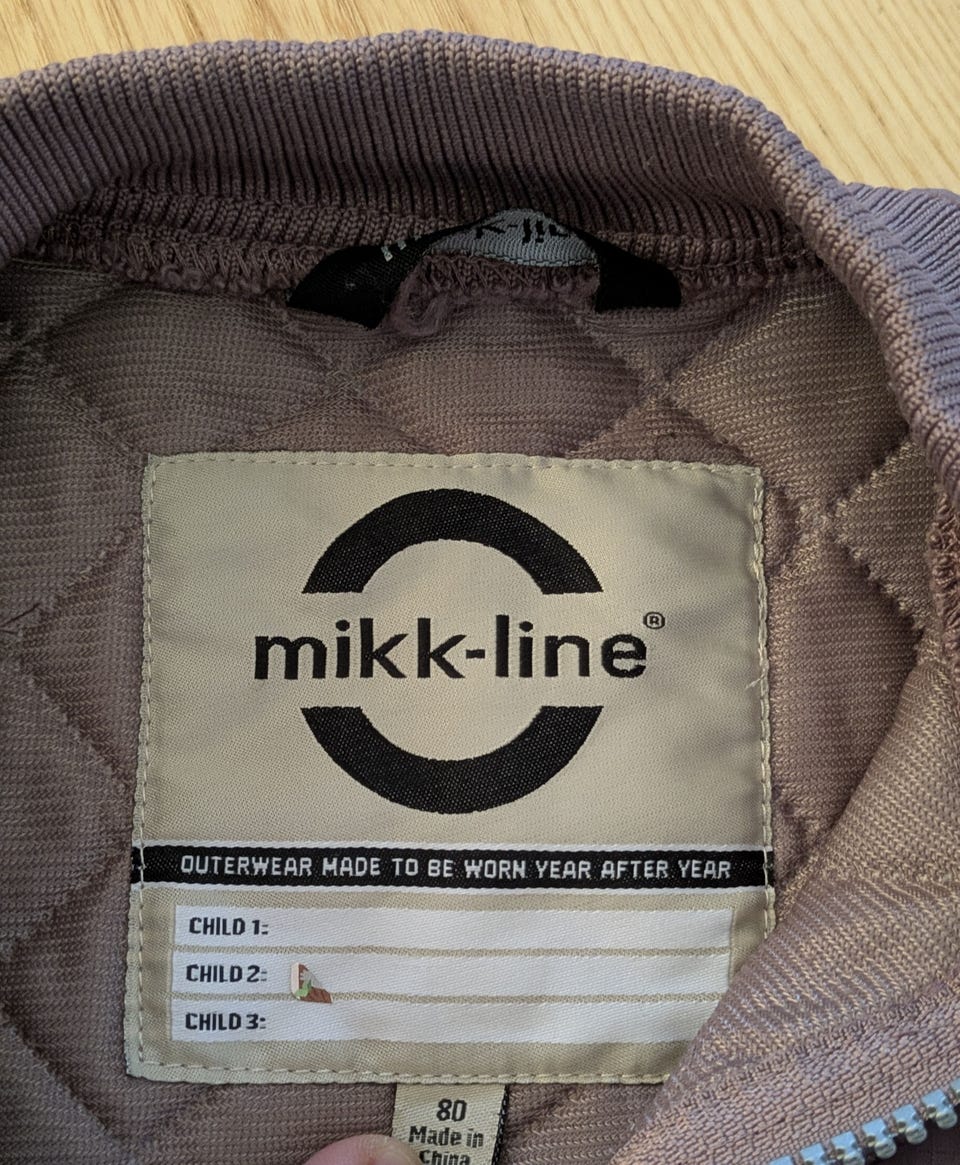 mikk-line®
OUTERWEAR MADE TO BE WORN YEAR AFTER YEAR
CHILD 1:
CHILD 2:
CHILD 3:
80
Made in
China